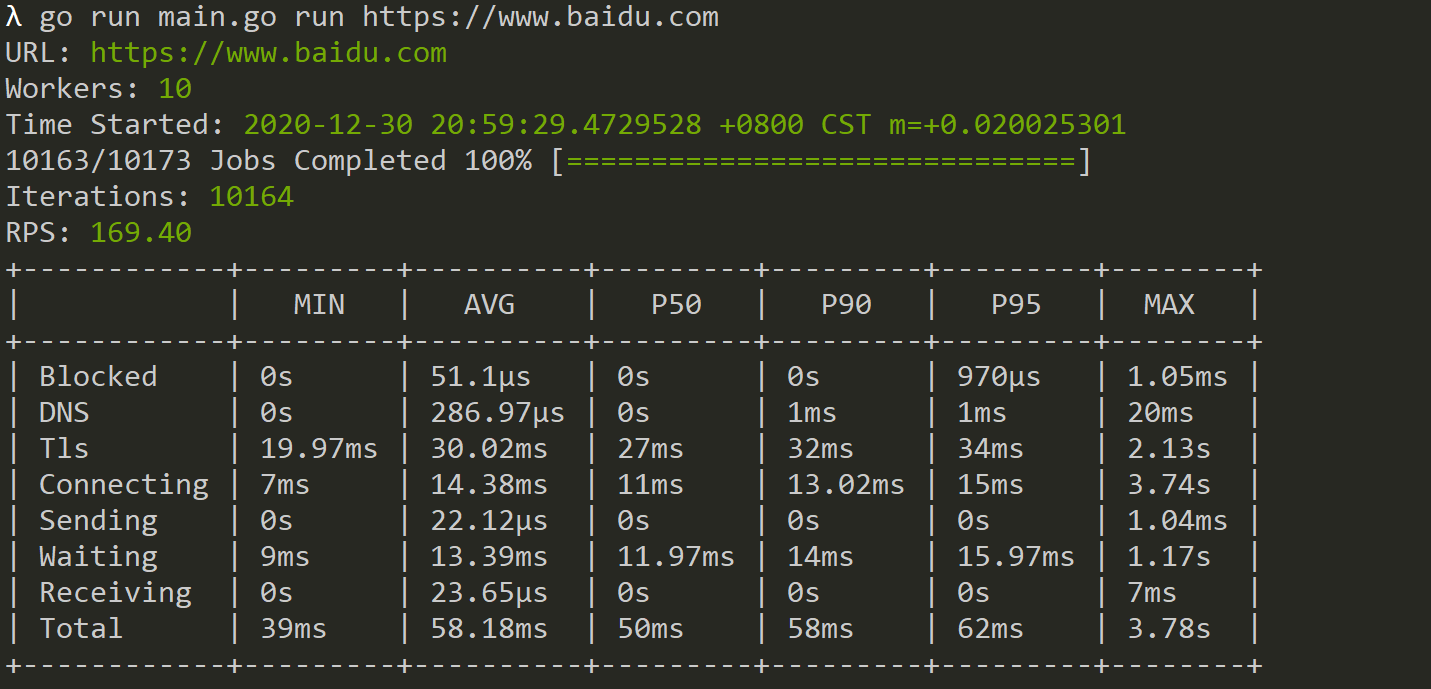 λ go run main.go run https://www.baidu.com
URL: https://www.baidu.com
Workers: 10
Time Started: 2020-12-30 20:59:29.4729528 +0800 CST m=+0.020025301
10163/10173 Jobs Completed 100% [==============================]
Iterations: 10164
RPS: 169.40
+------------+---------+----------+---------+---------+---------+--------+
|            |   MIN   |   AVG    |   P50   |   P90   |   P95   |  MAX   |
+------------+---------+----------+---------+---------+---------+--------+
| Blocked    | 0s      | 51.1µs   | 0s      | 0s      | 970µs   | 1.05ms |
| DNS        | 0s      | 286.97µs | 0s      | 1ms     | 1ms     | 20ms   |
| Tls        | 19.97ms | 30.02ms  | 27ms    | 32ms    | 34ms    | 2.13s  |
| Connecting | 7ms     | 14.38ms  | 11ms    | 13.02ms | 15ms    | 3.74s  |
| Sending    | 0s      | 22.12µs  | 0s      | 0s      | 0s      | 1.04ms |
| Waiting    | 9ms     | 13.39ms  | 11.97ms | 14ms    | 15.97ms | 1.17s  |
| Receiving  | 0s      | 23.65µs  | 0s      | 0s      | 0s      | 7ms    |
| Total      | 39ms    | 58.18ms  | 50ms    | 58ms    | 62ms    | 3.78s  |
+------------+---------+----------+---------+---------+---------+--------+